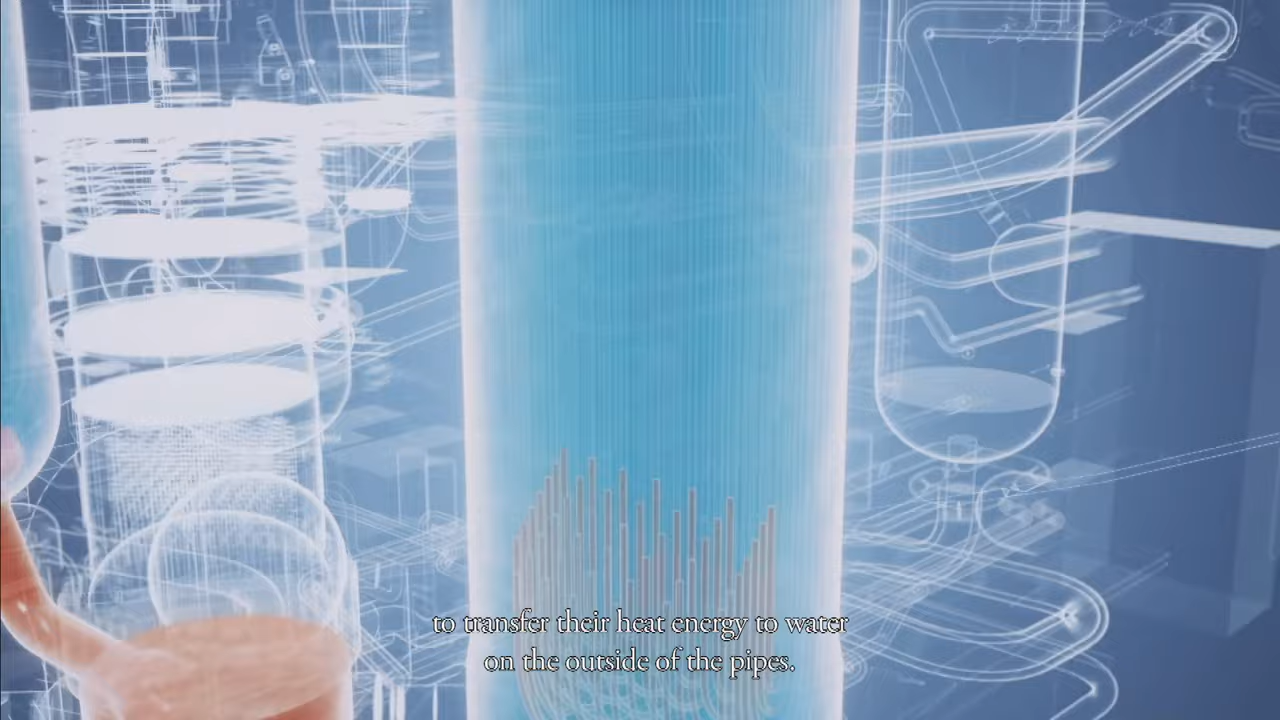 to transfer their heat energy to water
on the outside of the pipes.